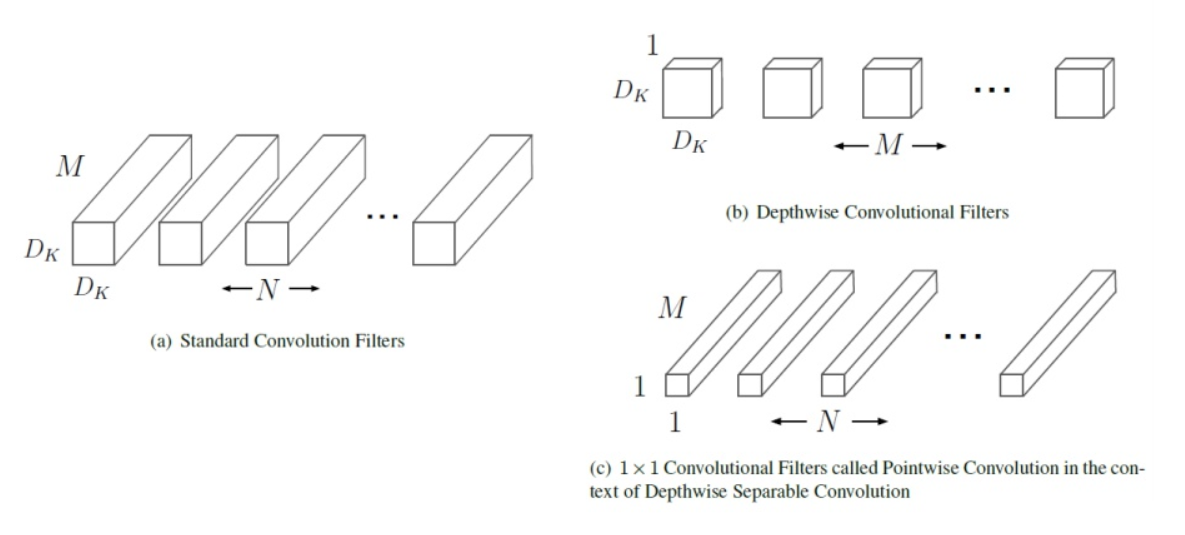 M
D_K
D_K
← N →
...
(a) Standard Convolution Filters
1
D_K
D_K
← M →
...
(b) Depthwise Convolutional Filters
M
1
1
← N →
...
(c) 1 × 1 Convolutional Filters called Pointwise Convolution in the con-
text of Depthwise Separable Convolution